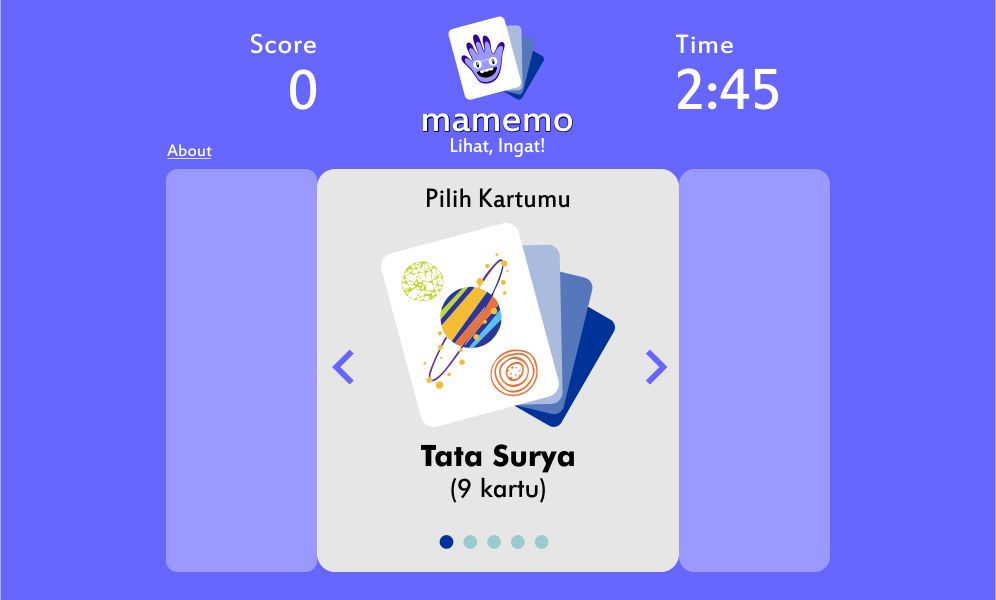 Score
0
mamemo
Lihat, Ingat!
Time
2:45
About
Pilih Kartumu
Tata Surya
(9 kartu)